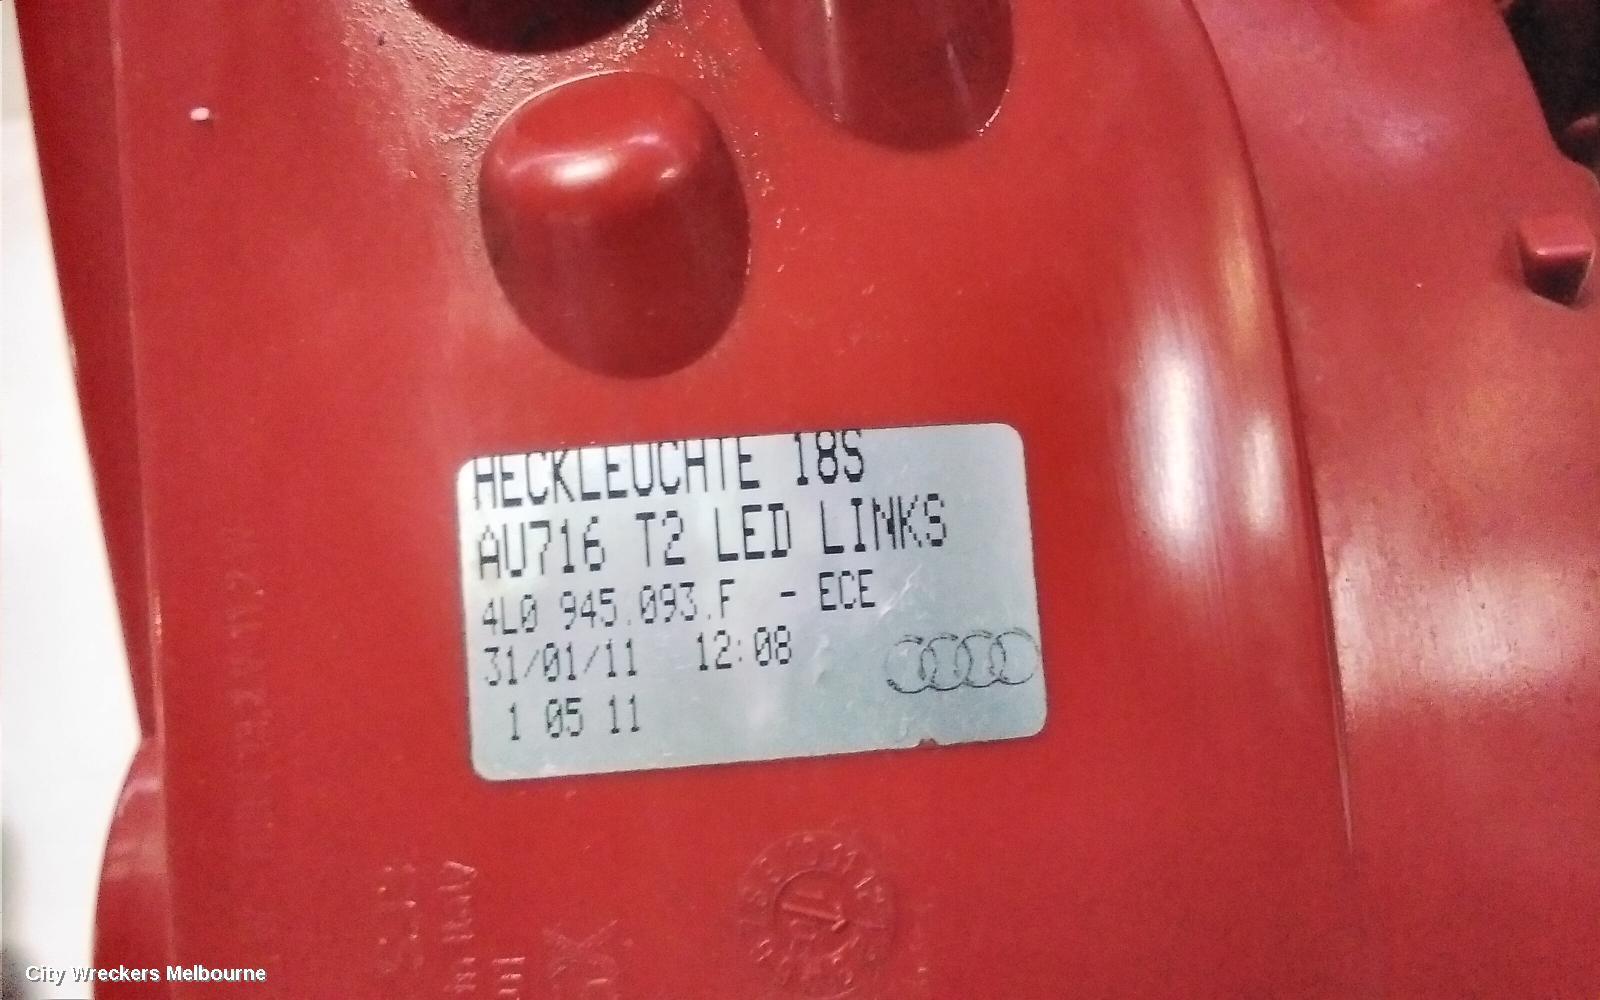 HECKLEUCHTE 18S
AU716 T2 LED LINKS
4L0 945.093.F - ECE
31/01/11 12:08
1 05 11
City Wreckers Melbourne